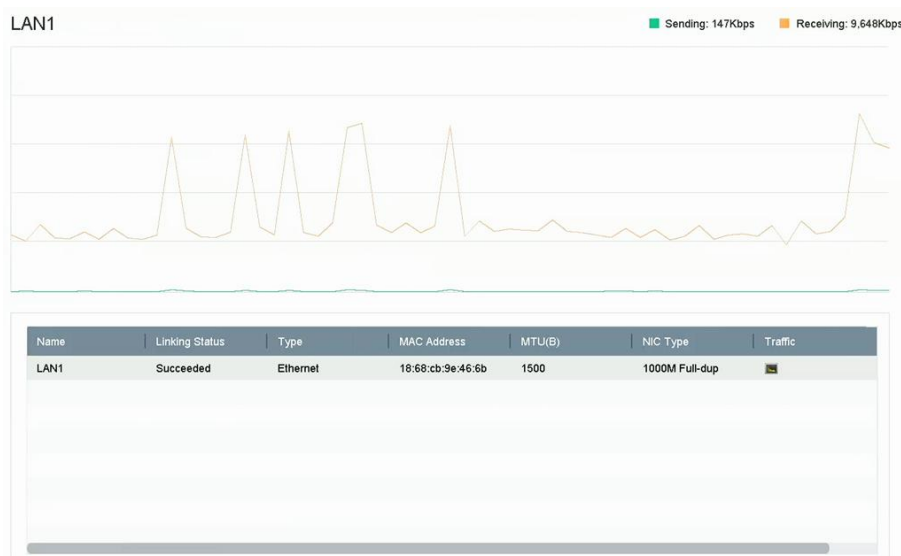 LAN1
Sending: 147Kbps Receiving: 9,648Kbps
Name Linking Status Type MAC Address MTU(B) NIC Type Traffic
LAN1 Succeeded Ethernet 18:68:cb:9e:46:6b 1500 1000M Full-dup